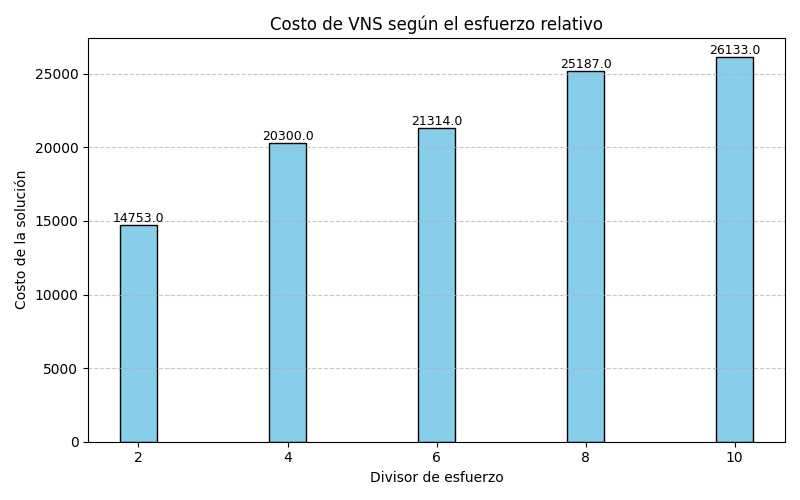 Costo de VNS según el esfuerzo relativo
26133.0
25187.0
21314.0
20300.0
14753.0
25000
20000
15000
10000
5000
0
Costo de la solución
2 4 6 8 10
Divisor de esfuerzo